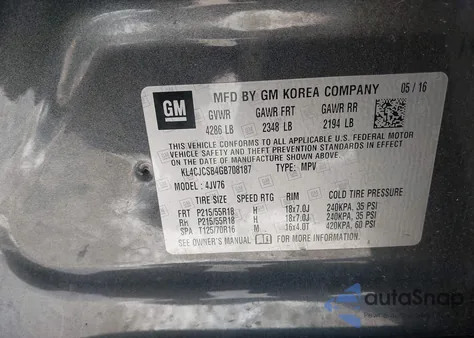 GM
MFD BY GM KOREA COMPANY 05 / 16
GVWR GAWR FRT GAWR RR
4286 LB 2348 LB 2194 LB
THIS VEHICLE CONFORMS TO ALL APPLICABLE U.S. FEDERAL MOTOR
VEHICLE SAFETY, BUMPER, AND THEFT PREVENTION STANDARDS IN
EFFECT ON THE DATE OF MANUFACTURE SHOWN ABOVE.
KL4CJCSB4GB708187 TYPE: MPV
MODEL: 4JV76
TIRE SIZE SPEED RTG RIM COLD TIRE PRESSURE
FRT P215/55R18 H 18x7.0J 240KPA, 35 PSI
RR P215/55R18 H 18x7.0J 240KPA, 35 PSI
SPA T125/70R16 M 16x4.0T 420KPA, 60 PSI
SEE OWNER'S MANUAL FOR ADDITIONAL INFORMATION
autoSnap